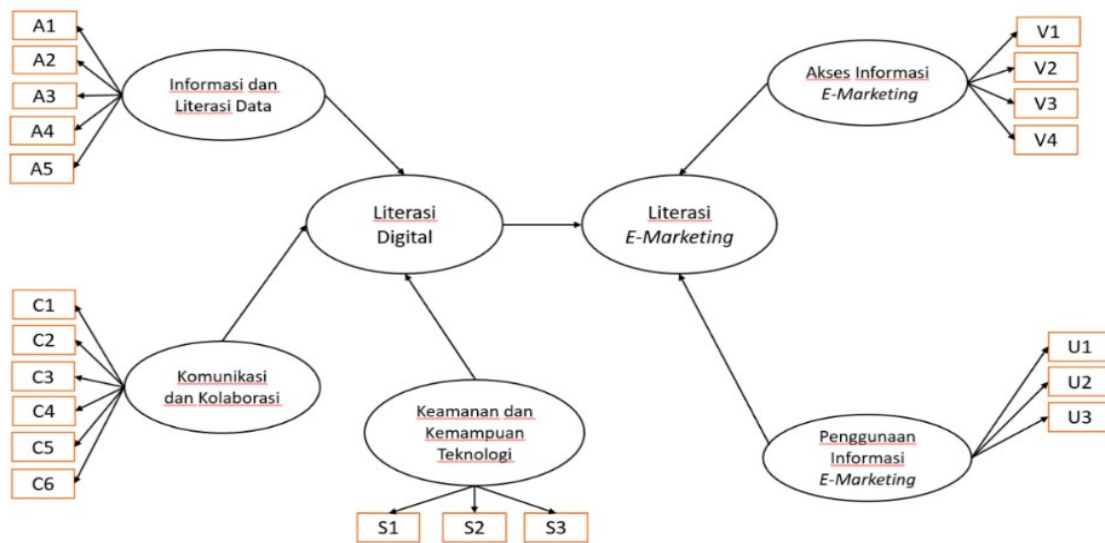 A1
A2
A3
A4
A5
Informasi dan
Literasi Data
Akses Informasi
E-Marketing
V1
V2
V3
V4
Literasi
Digital
Literasi
E-Marketing
C1
C2
C3
C4
C5
C6
Komunikasi
dan Kolaborasi
Keamanan dan
Kemampuan
Teknologi
S1
S2
S3
Penggunaan
Informasi
E-Marketing
U1
U2
U3